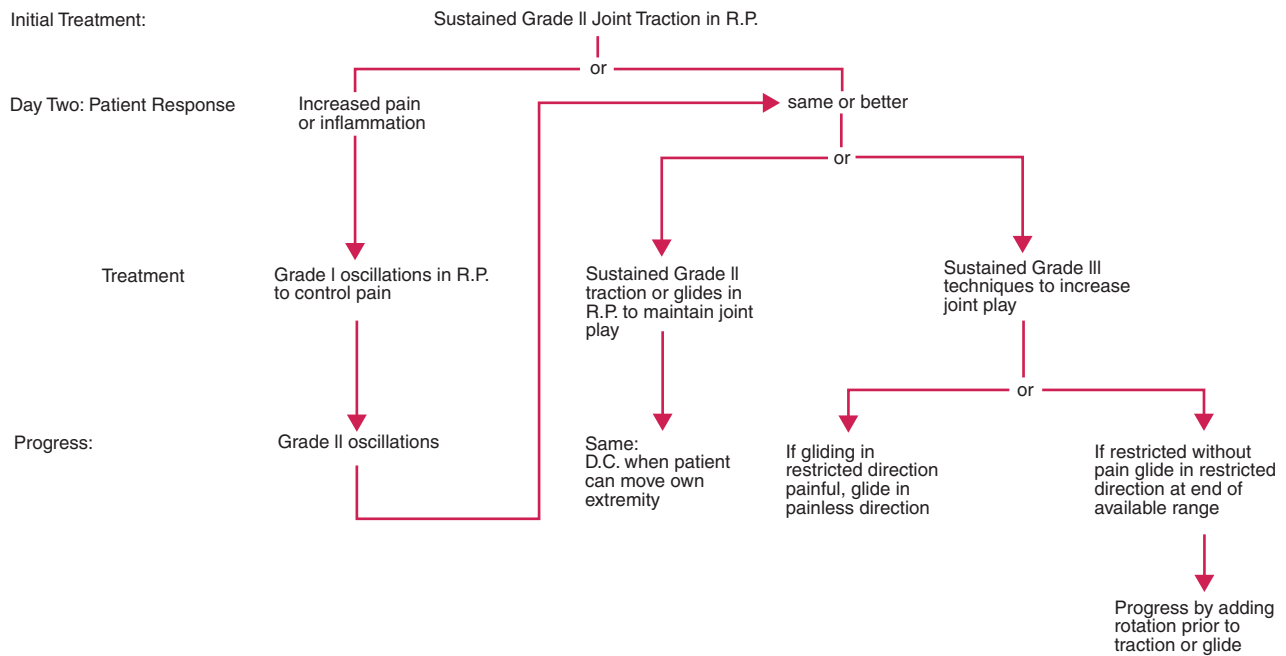 Initial Treatment:
Sustained Grade II Joint Traction in R.P.
or
Day Two: Patient Response
Increased pain
or inflammation
same or better
or
Treatment
Grade I oscillations in R.P.
to control pain
Sustained Grade II
traction or glides in
R.P. to maintain joint
play
Sustained Grade III
techniques to increase
joint play
or
Progress:
Grade II oscillations
Same:
D.C. when patient
can move own
extremity
If gliding in
restricted direction
painful, glide in
painless direction
If restricted without
pain glide in restricted
direction at end of
available range
Progress by adding
rotation prior to
traction or glide